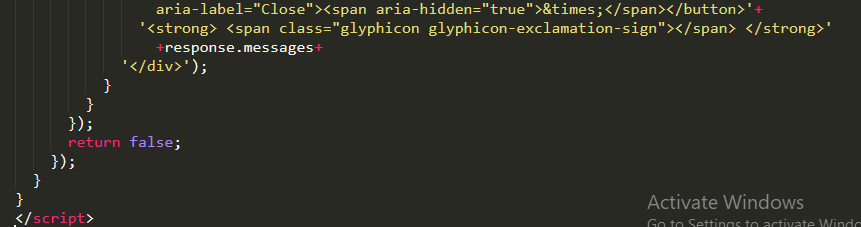 aria-label="Close"><span aria-hidden="true">&times;</span></button>'+
'<strong> <span class="glyphicon glyphicon-exclamation-sign"></span> </strong>'
+response.messages+
'</div>');
}
}
});
return false;
});
}
}
</script>
Activate Windows
Go to Settings to activate Windo